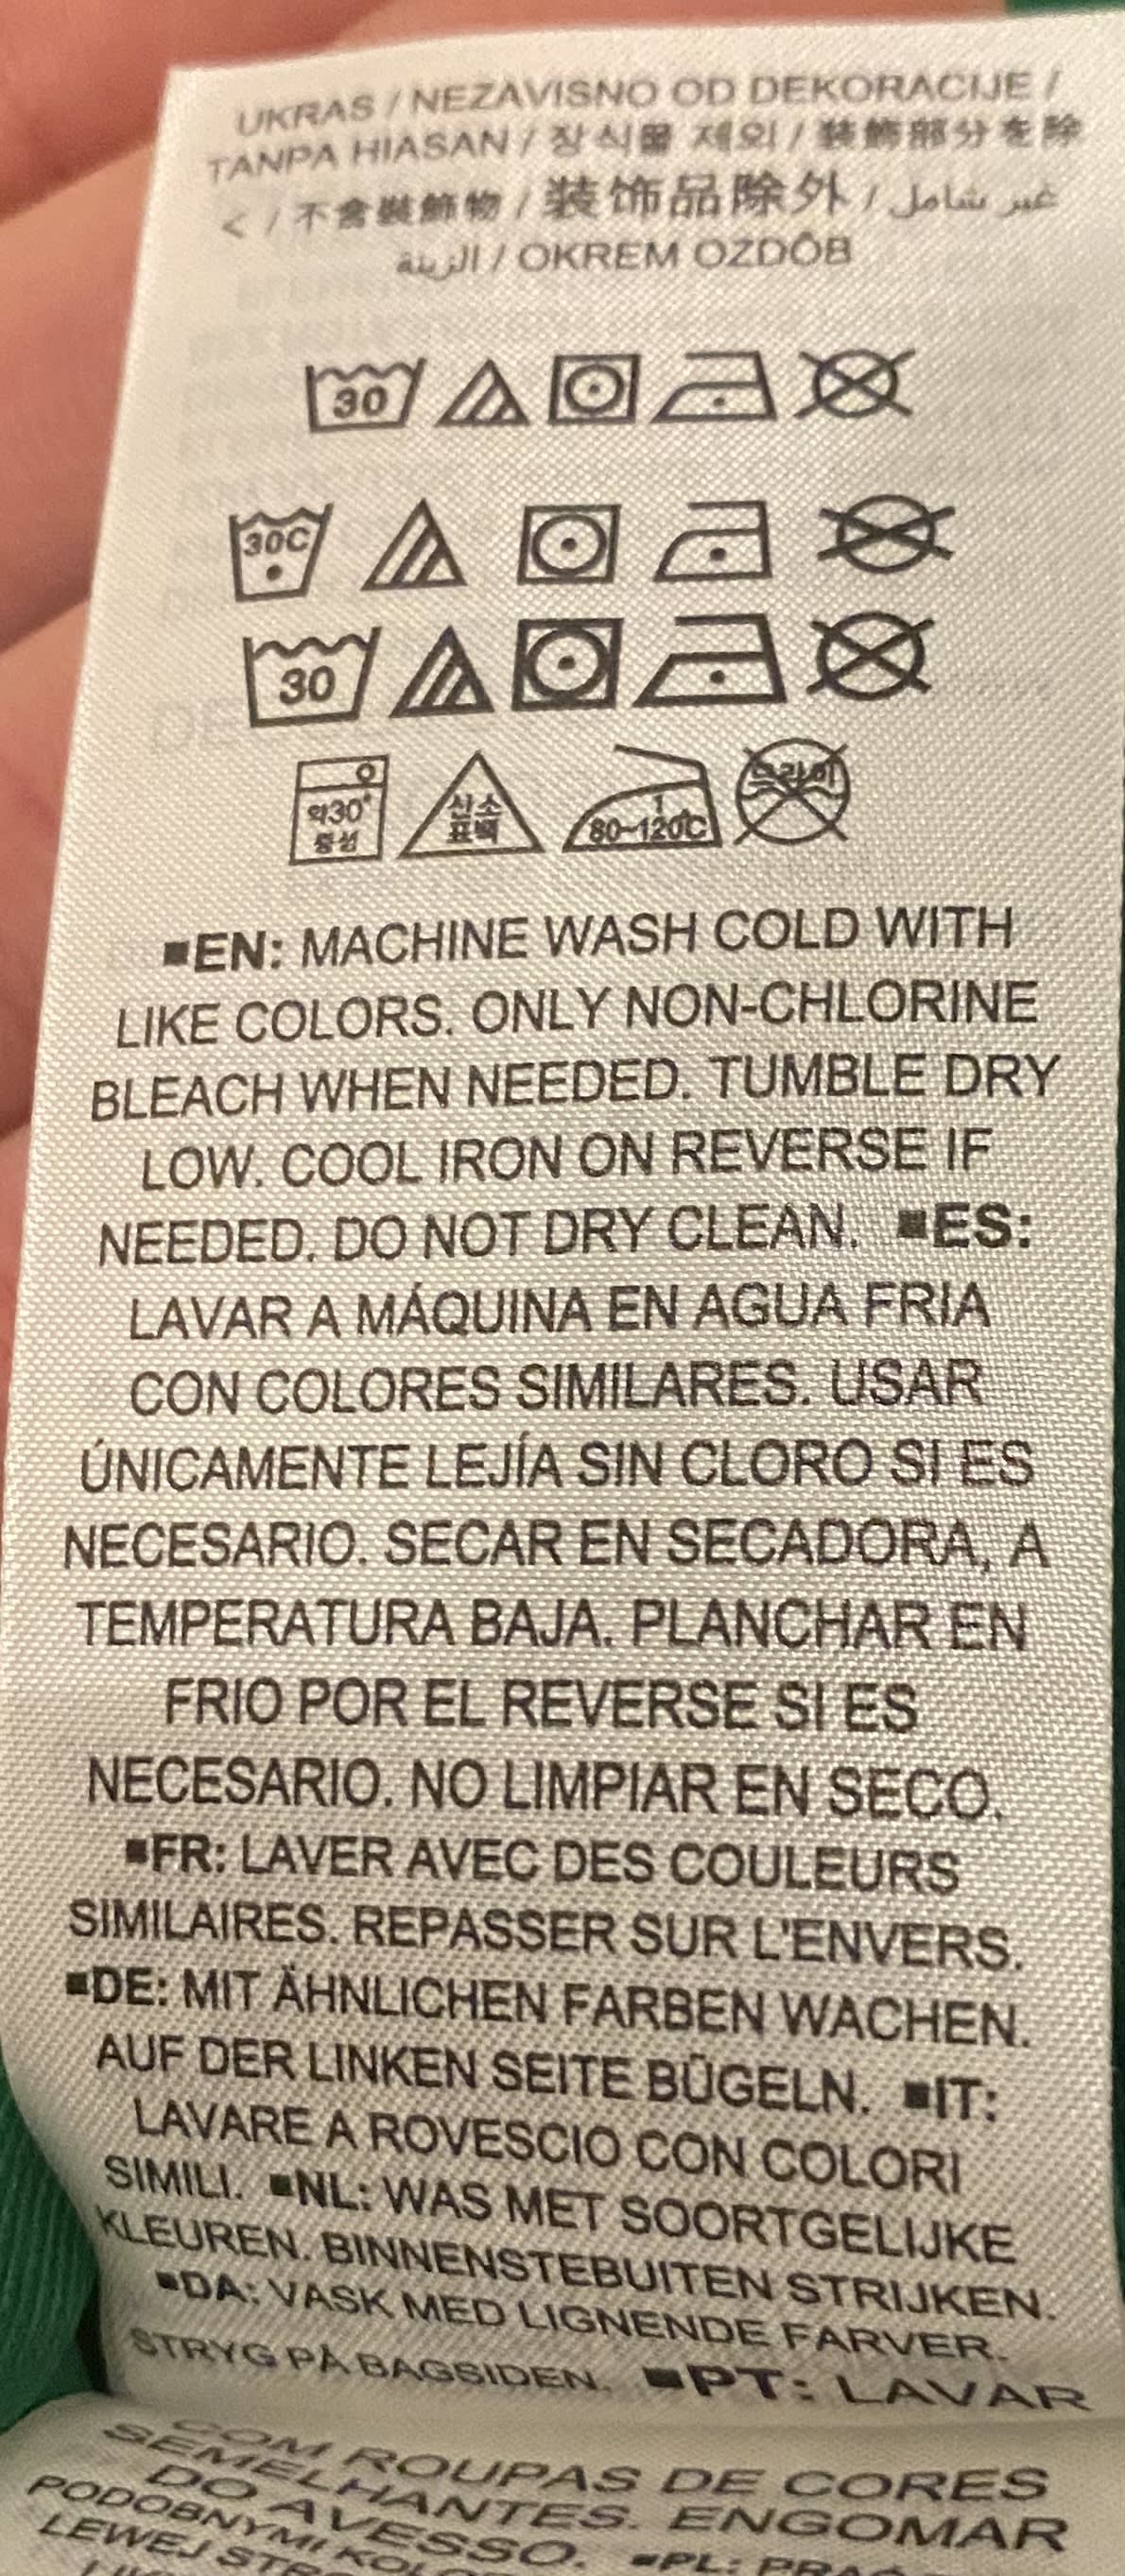 UKRAS / NEZAVISNO OD DEKORACIJE /
TANPA HIASAN / 장식물 제외 / 装飾部分を除
< / 不含裝飾物 / 装饰品除外 / غير شامل
الزينة / OKREM OZDÔB
30
30C
30
약30° 중성 산소 표백 1 80~120℃ 드라이
■EN: MACHINE WASH COLD WITH
LIKE COLORS. ONLY NON-CHLORINE
BLEACH WHEN NEEDED. TUMBLE DRY
LOW. COOL IRON ON REVERSE IF
NEEDED. DO NOT DRY CLEAN. ■ES:
LAVAR A MÁQUINA EN AGUA FRIA
CON COLORES SIMILARES. USAR
ÚNICAMENTE LEJÍA SIN CLORO SI ES
NECESARIO. SECAR EN SECADORA, A
TEMPERATURA BAJA. PLANCHAR EN
FRIO POR EL REVERSE SI ES
NECESARIO. NO LIMPIAR EN SECO.
■FR: LAVER AVEC DES COULEURS
SIMILAIRES. REPASSER SUR L'ENVERS.
■DE: MIT ÄHNLICHEN FARBEN WACHEN.
AUF DER LINKEN SEITE BÜGELN. ■IT:
LAVARE A ROVESCIO CON COLORI
SIMILI. ■NL: WAS MET SOORTGELIJKE
KLEUREN. BINNENSTEBUITEN STRIJKEN.
■DA: VASK MED LIGNENDE FARVER.
STRYG PÅ BAGSIDEN. ■PT: LAVAR
COM ROUPAS DE CORES
SEMELHANTES. ENGOMAR
DO AVESSO. ■PL:
PODOBNYMI
LEWEJ